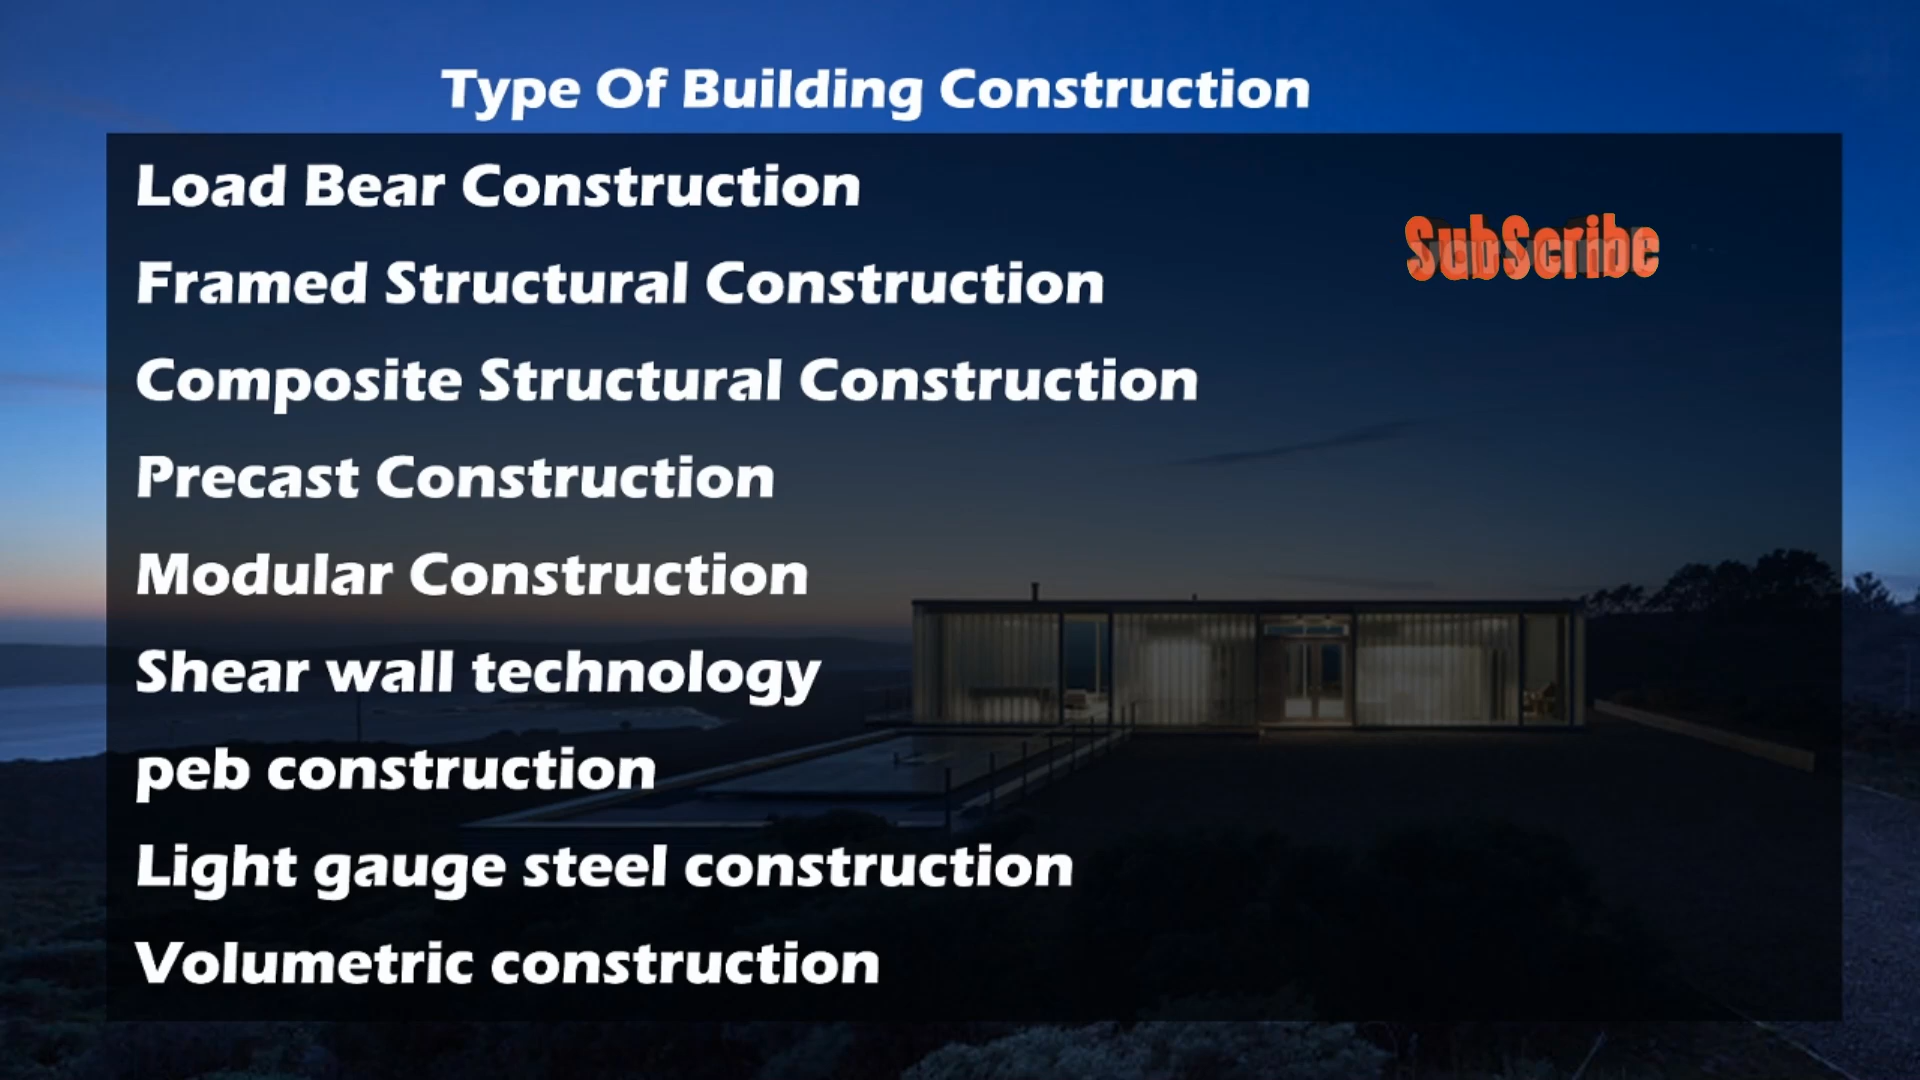 Type Of Building Construction
Load Bear Construction
SubScribe
Framed Structural Construction
Composite Structural Construction
Precast Construction
Modular Construction
Shear wall technology
peb construction
Light gauge steel construction
Volumetric construction